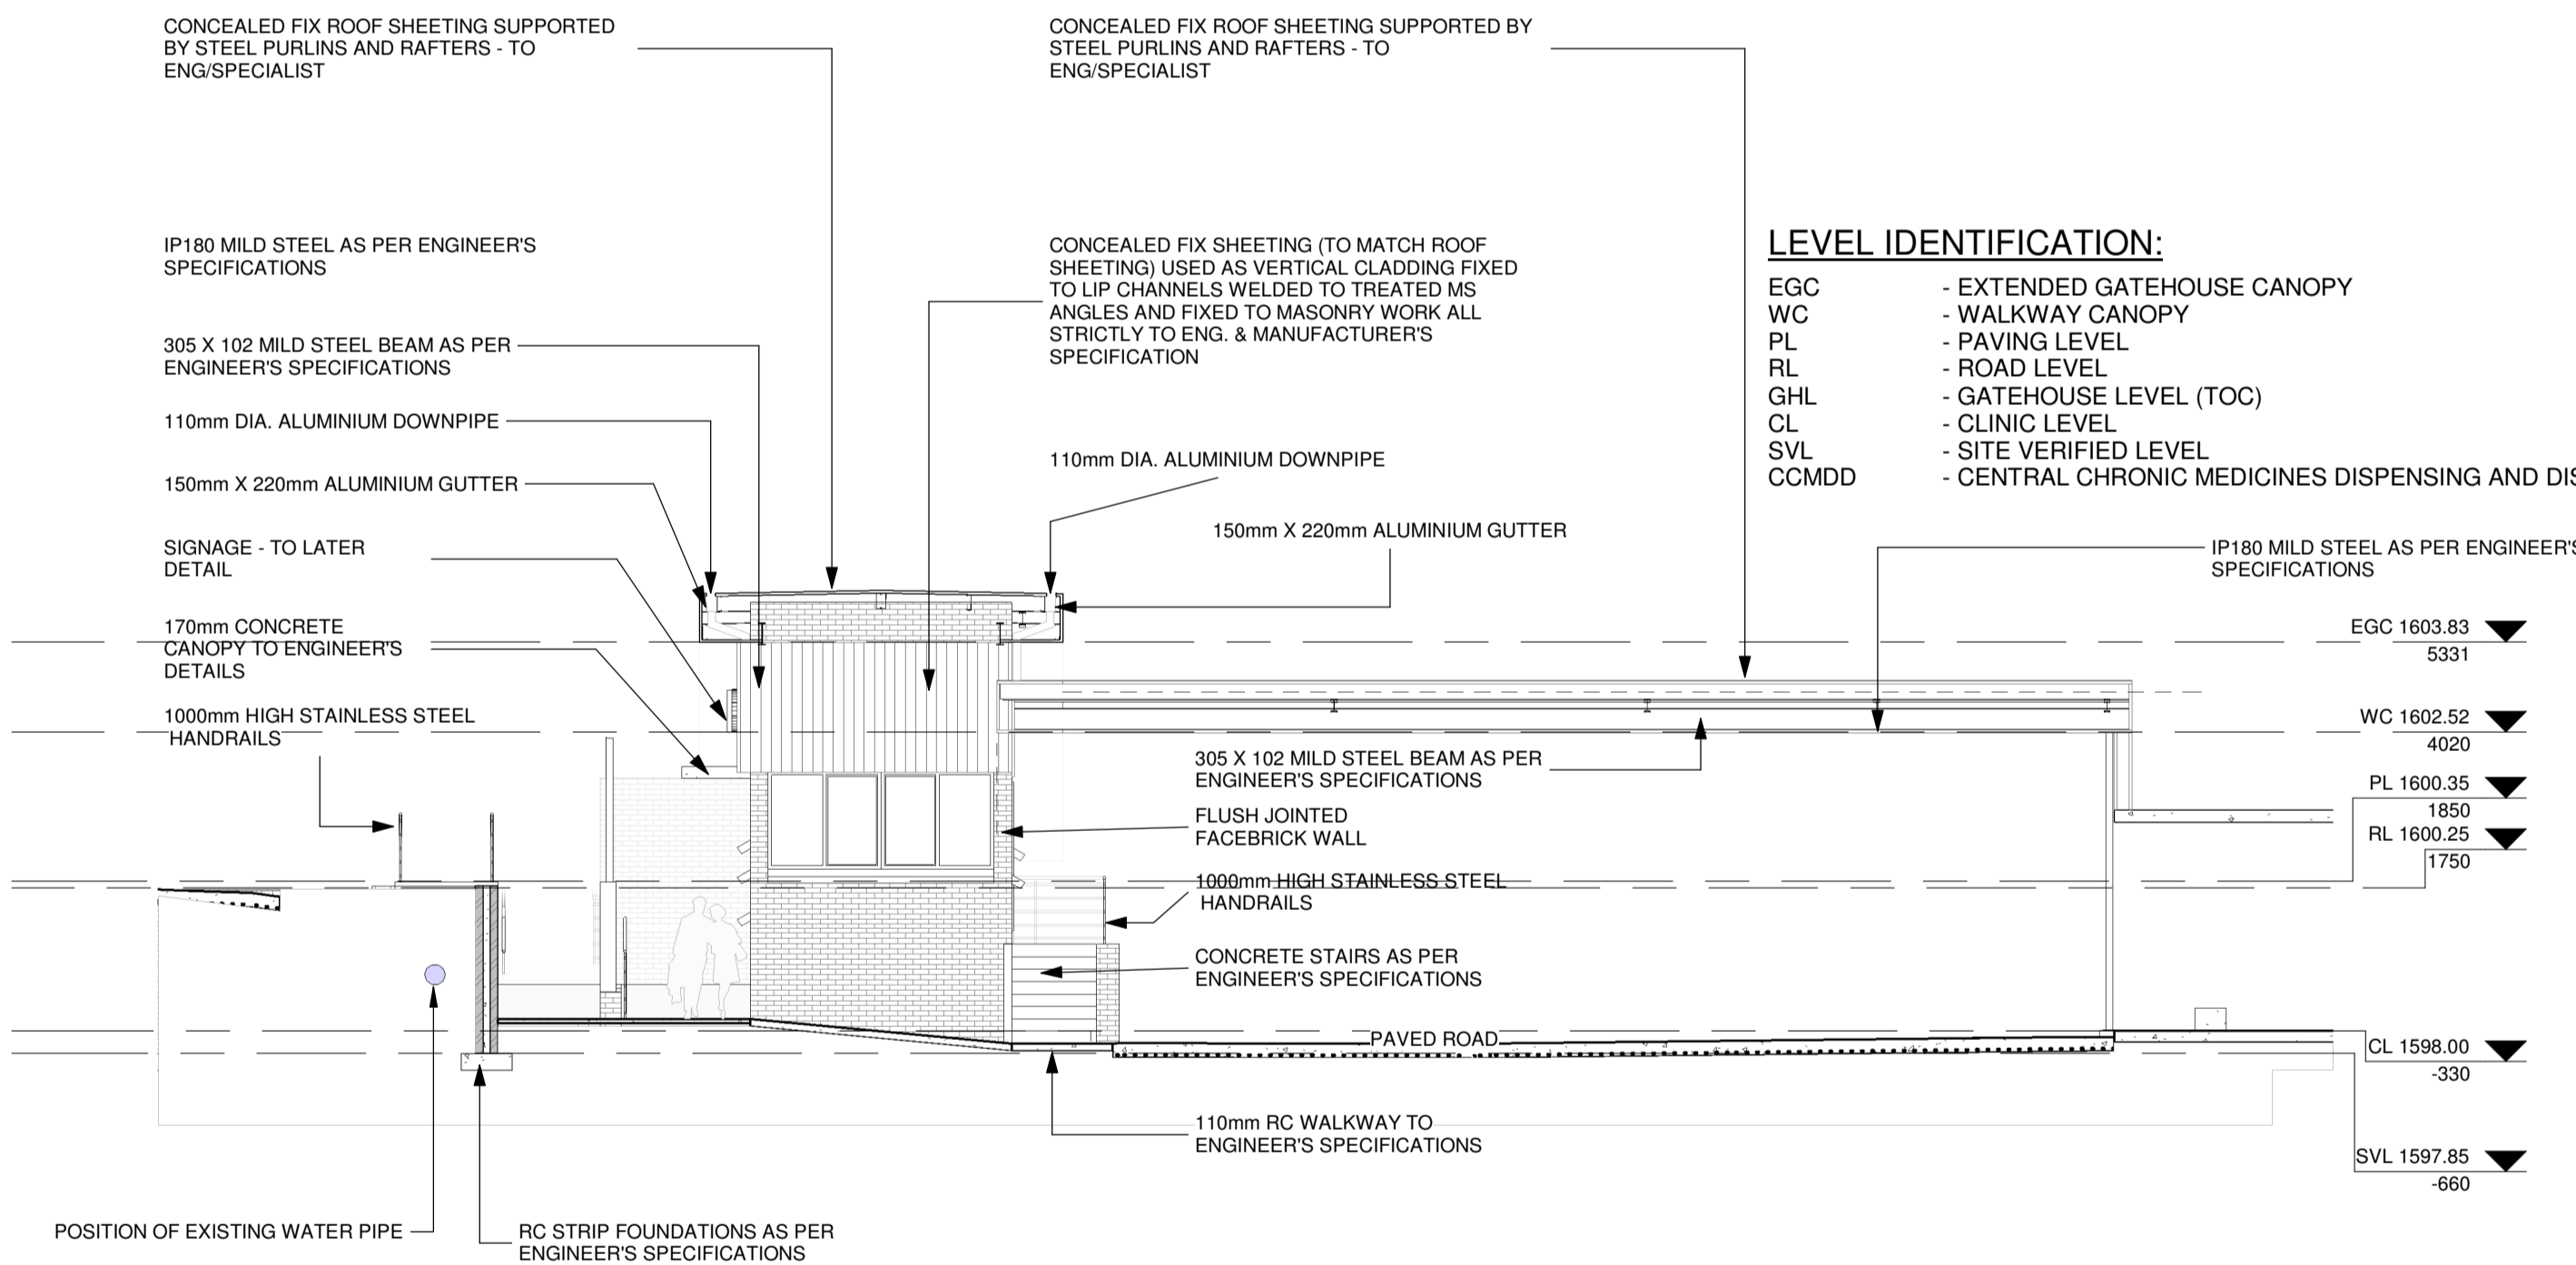 CONCEALED FIX ROOF SHEETING SUPPORTED
BY STEEL PURLINS AND RAFTERS - TO
ENG/SPECIALIST
CONCEALED FIX ROOF SHEETING SUPPORTED BY
STEEL PURLINS AND RAFTERS - TO
ENG/SPECIALIST
IP180 MILD STEEL AS PER ENGINEER'S
SPECIFICATIONS
305 X 102 MILD STEEL BEAM AS PER
ENGINEER'S SPECIFICATIONS
110mm DIA. ALUMINIUM DOWNPIPE
150mm X 220mm ALUMINIUM GUTTER
SIGNAGE - TO LATER
DETAIL
170mm CONCRETE
CANOPY TO ENGINEER'S
DETAILS
1000mm HIGH STAINLESS STEEL
HANDRAILS
CONCEALED FIX SHEETING (TO MATCH ROOF
SHEETING) USED AS VERTICAL CLADDING FIXED
TO LIP CHANNELS WELDED TO TREATED MS
ANGLES AND FIXED TO MASONRY WORK ALL
STRICTLY TO ENG. & MANUFACTURER'S
SPECIFICATION
110mm DIA. ALUMINIUM DOWNPIPE
150mm X 220mm ALUMINIUM GUTTER
LEVEL IDENTIFICATION:
EGC - EXTENDED GATEHOUSE CANOPY
WC - WALKWAY CANOPY
PL - PAVING LEVEL
RL - ROAD LEVEL
GHL - GATEHOUSE LEVEL (TOC)
CL - CLINIC LEVEL
SVL - SITE VERIFIED LEVEL
CCMDD - CENTRAL CHRONIC MEDICINES DISPENSING AND DIS
IP180 MILD STEEL AS PER ENGINEER'S
SPECIFICATIONS
EGC 1603.83
5331
WC 1602.52
4020
PL 1600.35
1850
RL 1600.25
1750
305 X 102 MILD STEEL BEAM AS PER
ENGINEER'S SPECIFICATIONS
FLUSH JOINTED
FACEBRICK WALL
1000mm HIGH STAINLESS STEEL
HANDRAILS
CONCRETE STAIRS AS PER
ENGINEER'S SPECIFICATIONS
PAVED ROAD
CL 1598.00
-330
110mm RC WALKWAY TO
ENGINEER'S SPECIFICATIONS
SVL 1597.85
-660
POSITION OF EXISTING WATER PIPE
RC STRIP FOUNDATIONS AS PER
ENGINEER'S SPECIFICATIONS